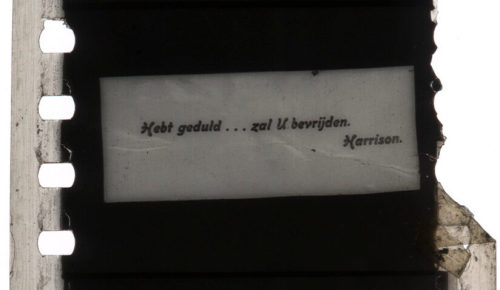 Hebt geduld . . . zal U bevrijden.
Harrison.